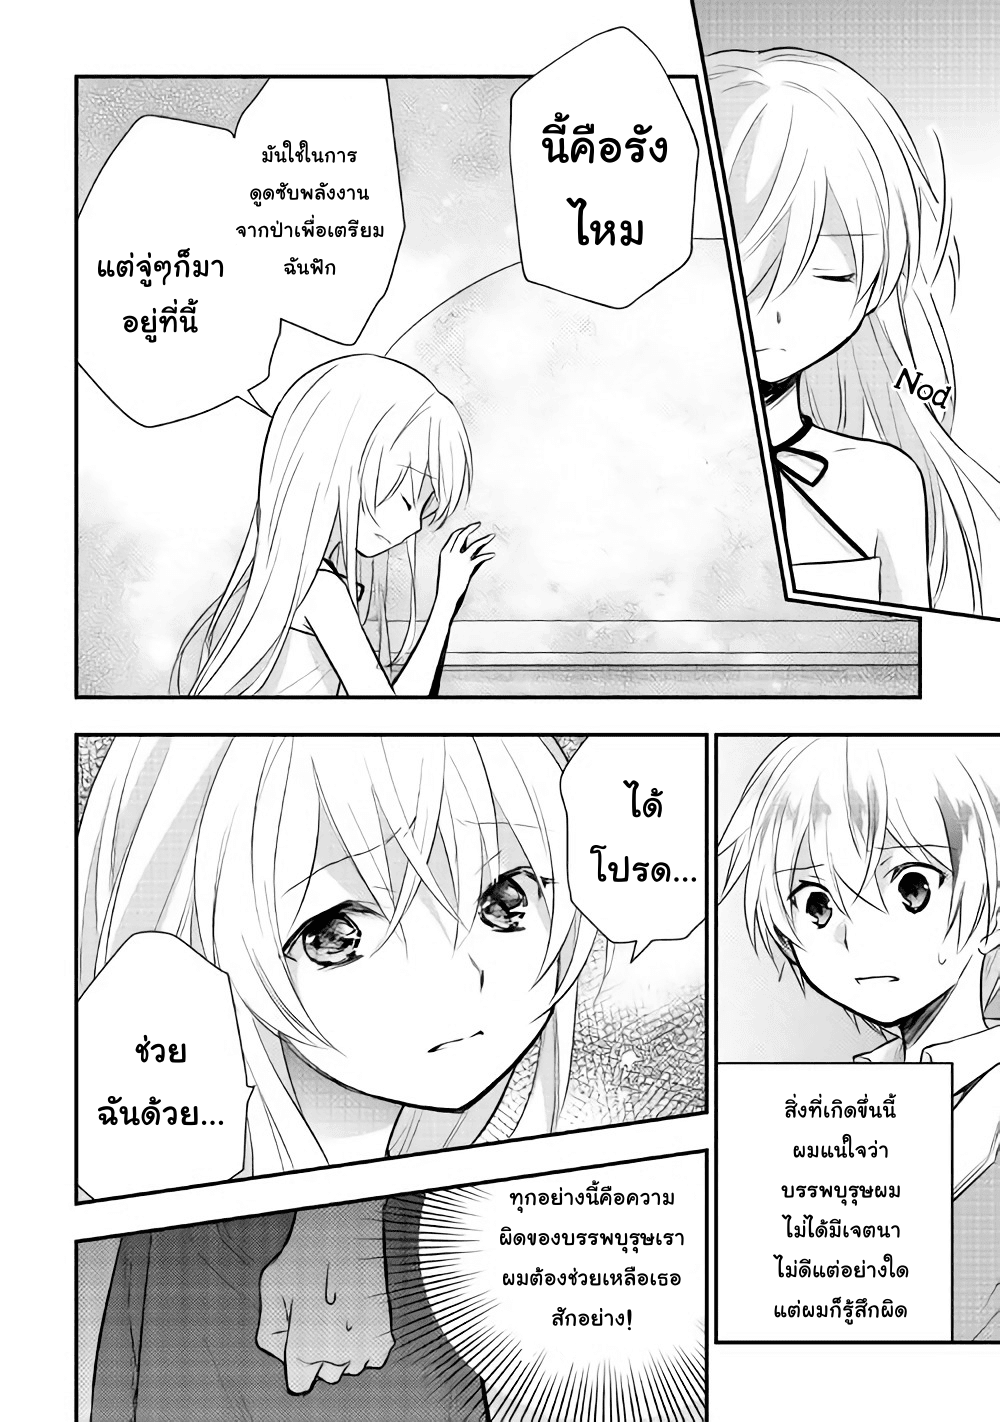 Nod
นี้คือรัง
ไหม
มันใช้ในการ
ดูดซับพลังงาน
จากป่าเพื่อเตรียม
ฉันฟัก
แต่จู่ๆก็มา
อยู่ที่นี้
สิ่งที่เกิดขึ่นนี้
ผมแน่ใจว่า
บรรพบุรุษผม
ไม่ได้มีเจตนา
ไม่ดีแต่อย่างใด
แต่ผมก็รู้สึกผิด
ได้
โปรด...
ช่วย
ฉันด้วย...
ทุกอย่างนี้คือความ
ผิดของบรรพบุรุษเรา
ผมต้องช่วยเหลือเธอ
สักอย่าง!